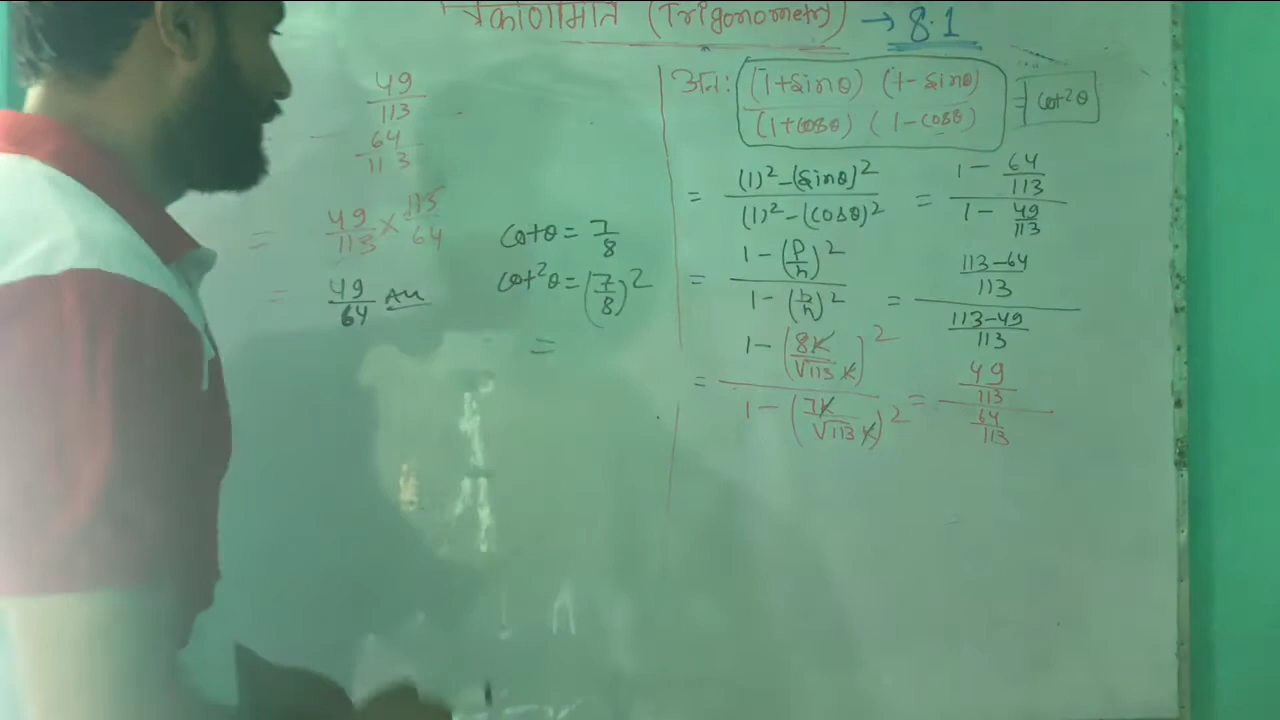 त्रिकोणमिति (Trigonometry) → 8.1
49/113
64/113
= 49/113 × 113/64
= 49/64 Ans
cotθ = 7/8
cot²θ = (7/8)²
=
अतः (1+sinθ) (1-sinθ) / (1+cosθ) (1-cosθ) = cot²θ
= (1)²-(sinθ)² / (1)²-(cosθ)² = 1 - 64/113 / 1 - 49/113
= 1-(p/h)² / 1-(b/h)² = 113-64/113 / 113-49/113
= 1-(8k/√113k)² / 1-(7k/√113k)² = 49/113 / 64/113